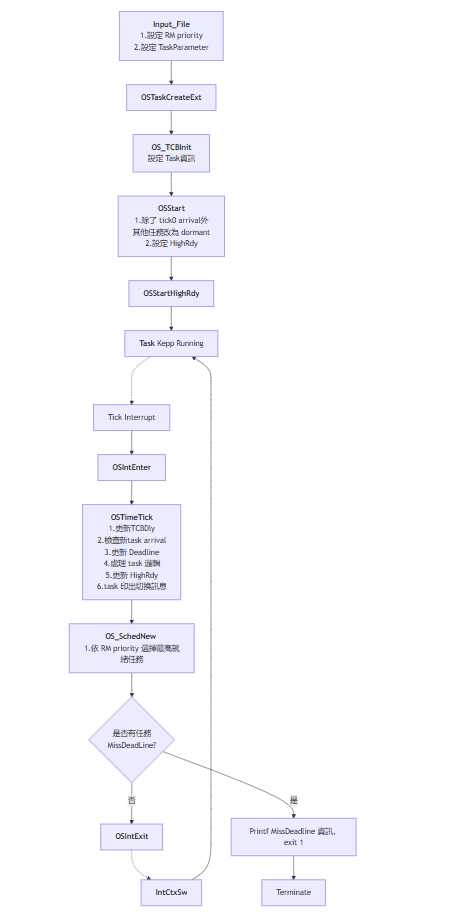 Input_File
1.設定 RM priority
2.設定 TaskParameter
OSTaskCreateExt
OS_TCBInit
設定 Task資訊
OSStart
1.除了 tick0 arrival外
其他任務改為 dormant
2.設定 HighRdy
OSStartHighRdy
Task Kepp Running
Tick Interrupt
OSIntEnter
OSTimeTick
1.更新TCBDly
2.檢查新task arrival
3.更新 Deadline
4.處理 task 邏輯
5.更新 HighRdy
6.task 印出切換訊息
OS_SchedNew
1.依 RM priority 選擇最高就
緒任務
是否有任務
MissDeadLine?
否
是
OSIntExit
Printf MissDeadline 資訊,
exit 1
IntCtxSw
Terminate